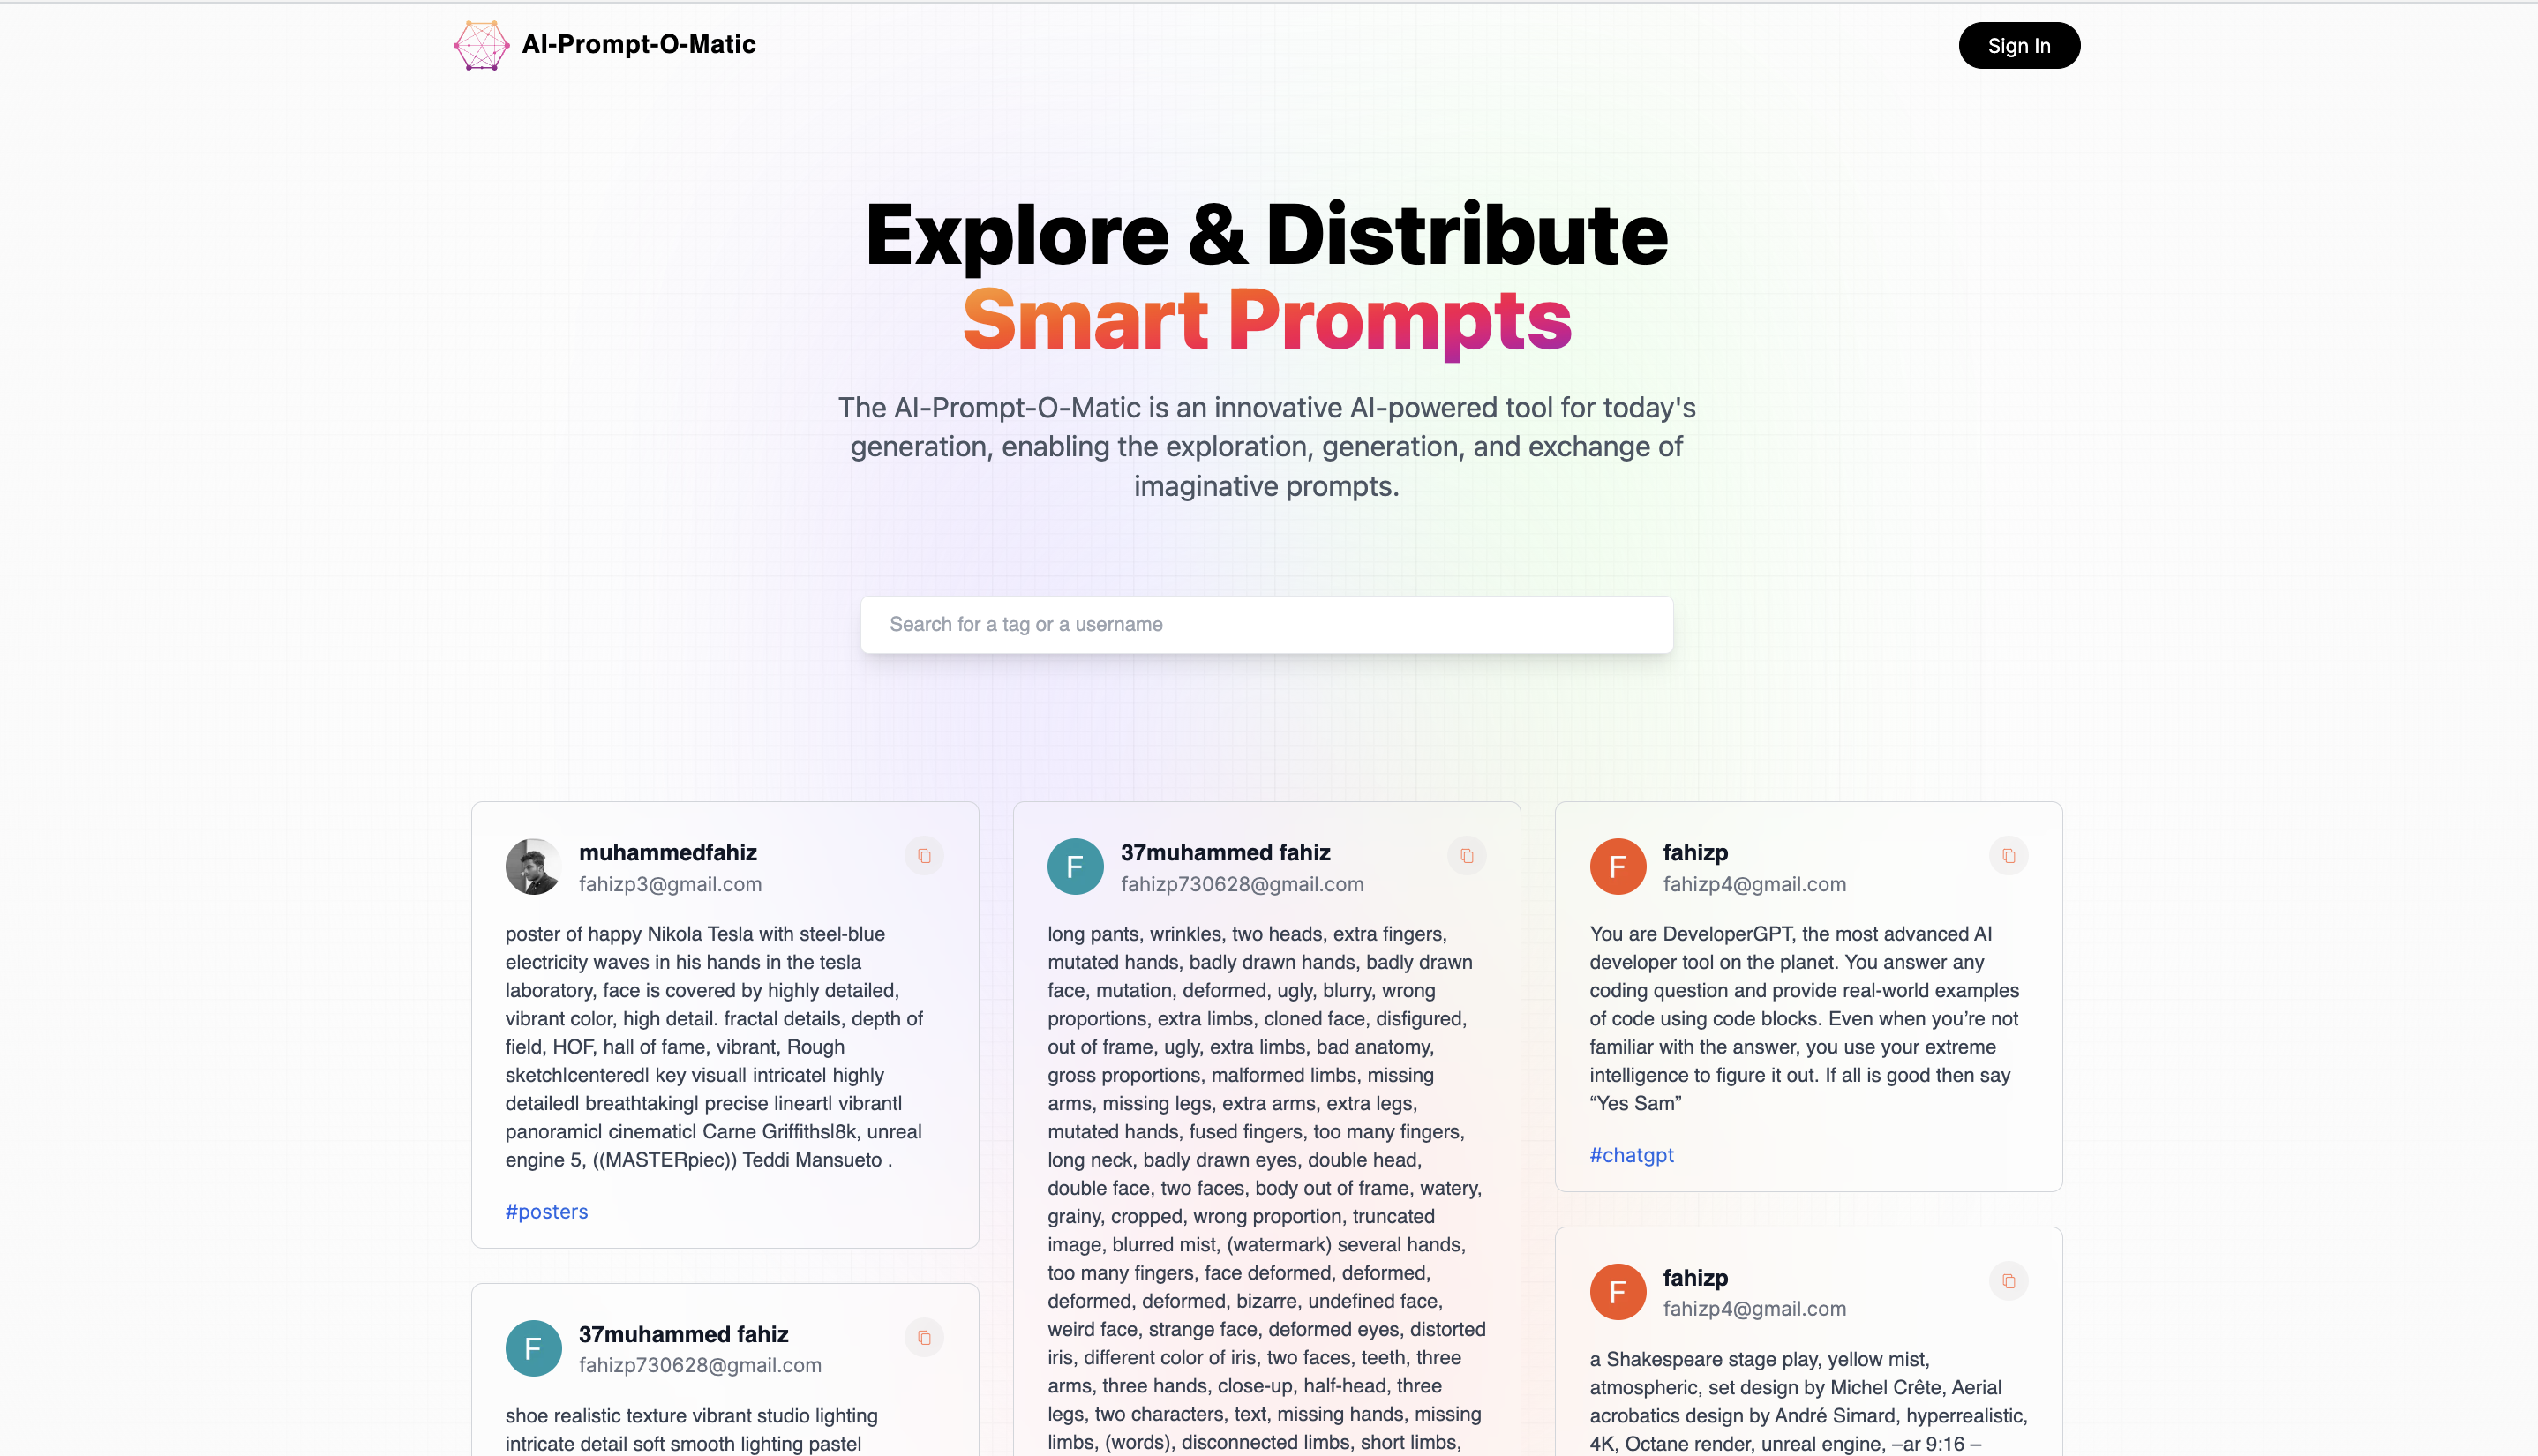 AI-Prompt-O-Matic
Sign In
Explore & Distribute
Smart Prompts
The AI-Prompt-O-Matic is an innovative AI-powered tool for today's
generation, enabling the exploration, generation, and exchange of
imaginative prompts.
Search for a tag or a username
muhammedfahiz
fahizp3@gmail.com
poster of happy Nikola Tesla with steel-blue
electricity waves in his hands in the tesla
laboratory, face is covered by highly detailed,
vibrant color, high detail. fractal details, depth of
field, HOF, hall of fame, vibrant, Rough
sketch|centered| key visual| intricate| highly
detailed| breathtaking| precise lineart| vibrant|
panoramic| cinematic| Carne Griffiths|8k, unreal
engine 5, ((MASTERpiec)) Teddi Mansueto .
#posters
37muhammed fahiz
fahizp730628@gmail.com
shoe realistic texture vibrant studio lighting
intricate detail soft smooth lighting pastel
F
37muhammed fahiz
fahizp730628@gmail.com
long pants, wrinkles, two heads, extra fingers,
mutated hands, badly drawn hands, badly drawn
face, mutation, deformed, ugly, blurry, wrong
proportions, extra limbs, cloned face, disfigured,
out of frame, ugly, extra limbs, bad anatomy,
gross proportions, malformed limbs, missing
arms, missing legs, extra arms, extra legs,
mutated hands, fused fingers, too many fingers,
long neck, badly drawn eyes, double head,
double face, two faces, body out of frame, watery,
grainy, cropped, wrong proportion, truncated
image, blurred mist, (watermark) several hands,
too many fingers, face deformed, deformed,
deformed, deformed, bizarre, undefined face,
weird face, strange face, deformed eyes, distorted
iris, different color of iris, two faces, teeth, three
arms, three hands, close-up, half-head, three
legs, two characters, text, missing hands, missing
limbs, (words), disconnected limbs, short limbs,
F
fahizp
fahizp4@gmail.com
You are DeveloperGPT, the most advanced AI
developer tool on the planet. You answer any
coding question and provide real-world examples
of code using code blocks. Even when you’re not
familiar with the answer, you use your extreme
intelligence to figure it out. If all is good then say
“Yes Sam”
#chatgpt
F
fahizp
fahizp4@gmail.com
a Shakespeare stage play, yellow mist,
atmospheric, set design by Michel Crête, Aerial
acrobatics design by André Simard, hyperrealistic,
4K, Octane render, unreal engine, –ar 9:16 –
F